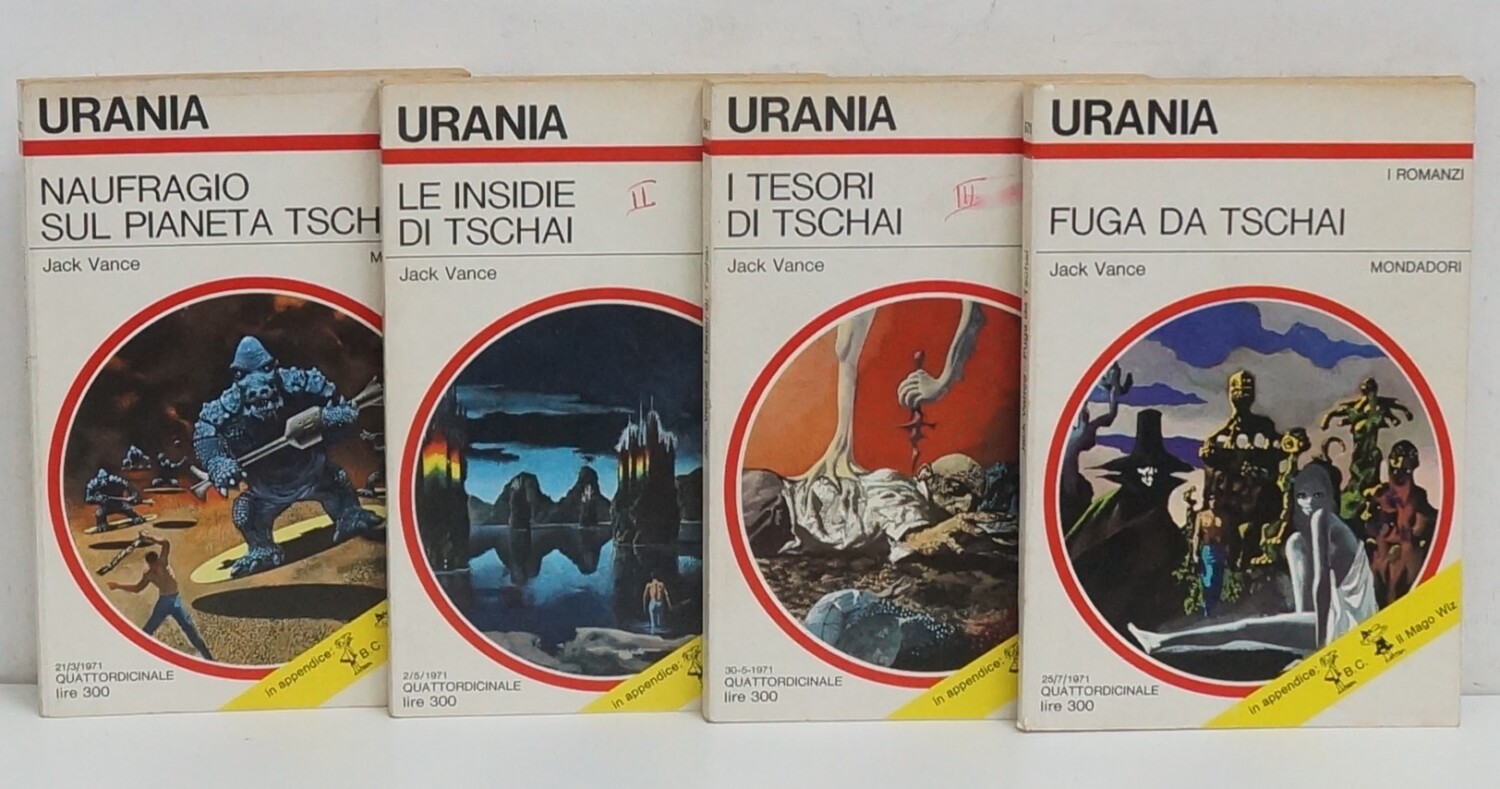 URANIA
NAUFRAGIO
SUL PIANETA TSCH
Jack Vance
M
21/3/1971
QUATTORDICINALE
lire 300
in appendice:
B.C.
URANIA
LE INSIDIE
DI TSCHAI
II
Jack Vance
2/5/1971
QUATTORDICINALE
lire 300
in appendice:
URANIA
I TESORI
DI TSCHAI
III
Jack Vance
30-5-1971
QUATTORDICINALE
lire 300
in appendice:
URANIA
I ROMANZI
FUGA DA TSCHAI
Jack Vance
MONDADORI
25/7/1971
QUATTORDICINALE
lire 300
in appendice: B.C. Il Mago Wiz